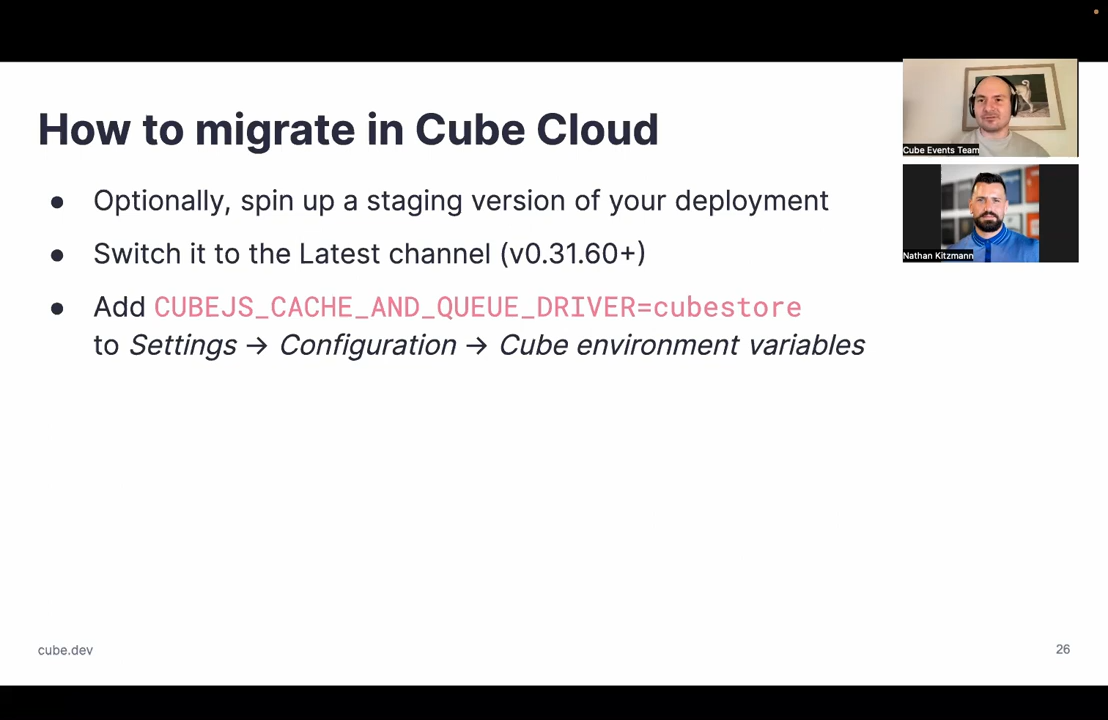 How to migrate in Cube Cloud
● Optionally, spin up a staging version of your deployment
● Switch it to the Latest channel (v0.31.60+)
● Add CUBEJS_CACHE_AND_QUEUE_DRIVER=cubestore
to Settings → Configuration → Cube environment variables
Cube Events Team
Nathan Kitzmann
cube.dev
26